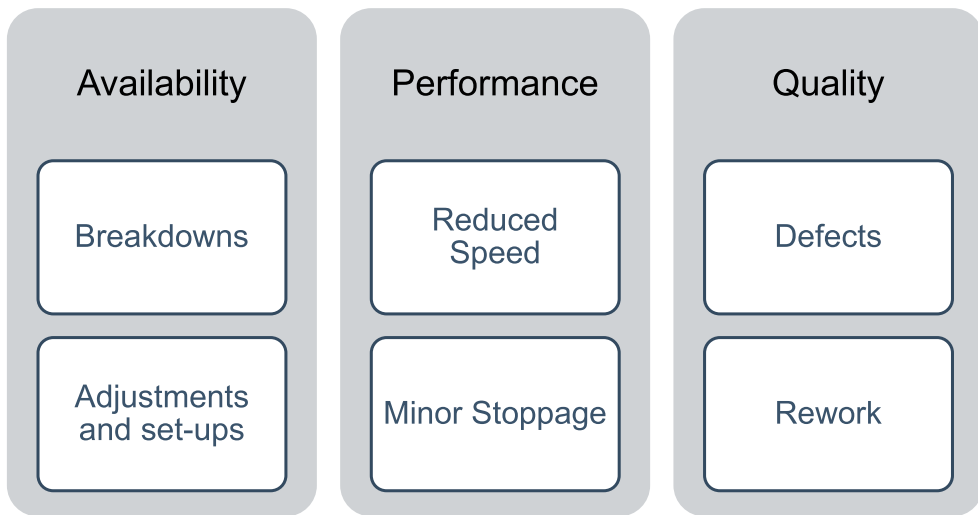 Availability
Breakdowns
Adjustments
and set-ups
Performance
Reduced
Speed
Minor Stoppage
Quality
Defects
Rework